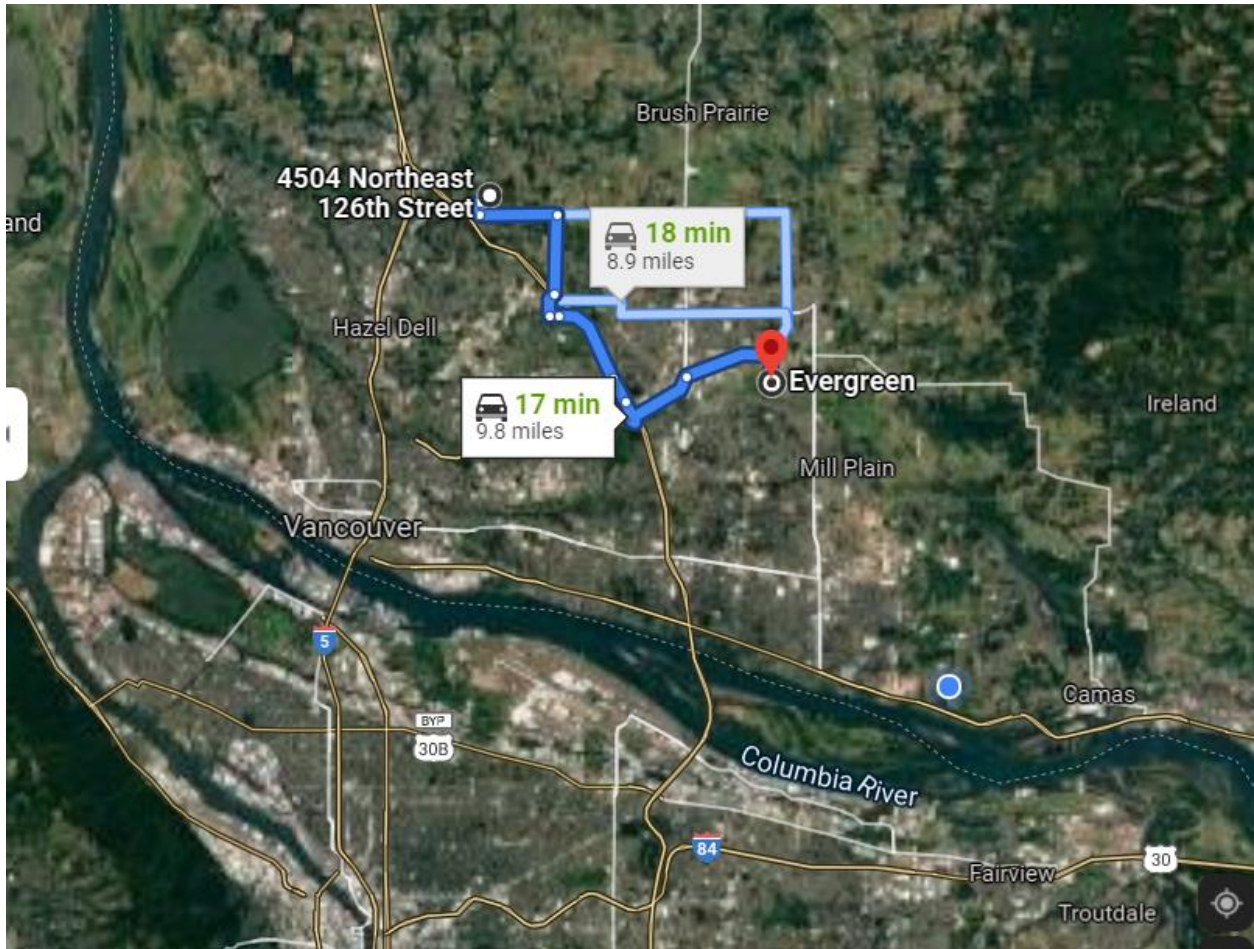 Brush Prairie
4504 Northeast
126th Street
and
18 min
8.9 miles
Hazel Dell
17 min
9.8 miles
Evergreen
Ireland
Mill Plain
Vancouver
5
Camas
BYP
30B
Columbia River
84
30
Fairview
Troutdale